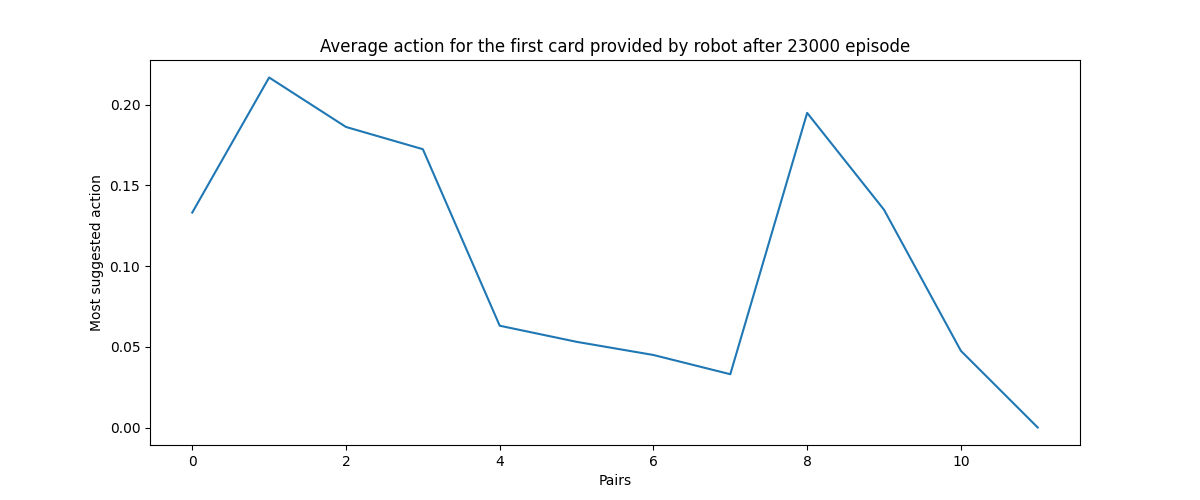 Average action for the first card provided by robot after 23000 episode
0.20
0.15
0.10
0.05
0.00
Most suggested action
0 2 4 6 8 10
Pairs